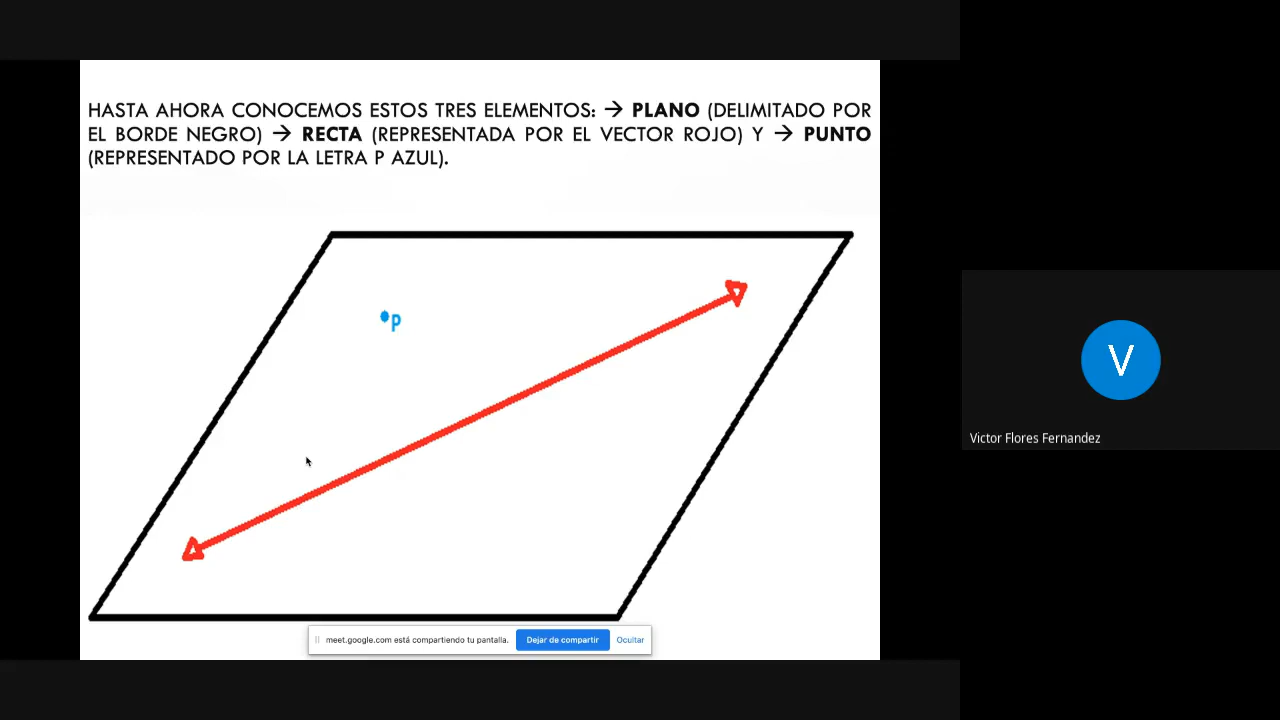 HASTA AHORA CONOCEMOS ESTOS TRES ELEMENTOS: → PLANO (DELIMITADO POR
EL BORDE NEGRO) → RECTA (REPRESENTADA POR EL VECTOR ROJO) Y → PUNTO
(REPRESENTADO POR LA LETRA P AZUL).
P
V
Victor Flores Fernandez
meet.google.com está compartiendo tu pantalla. Dejar de compartir Ocultar